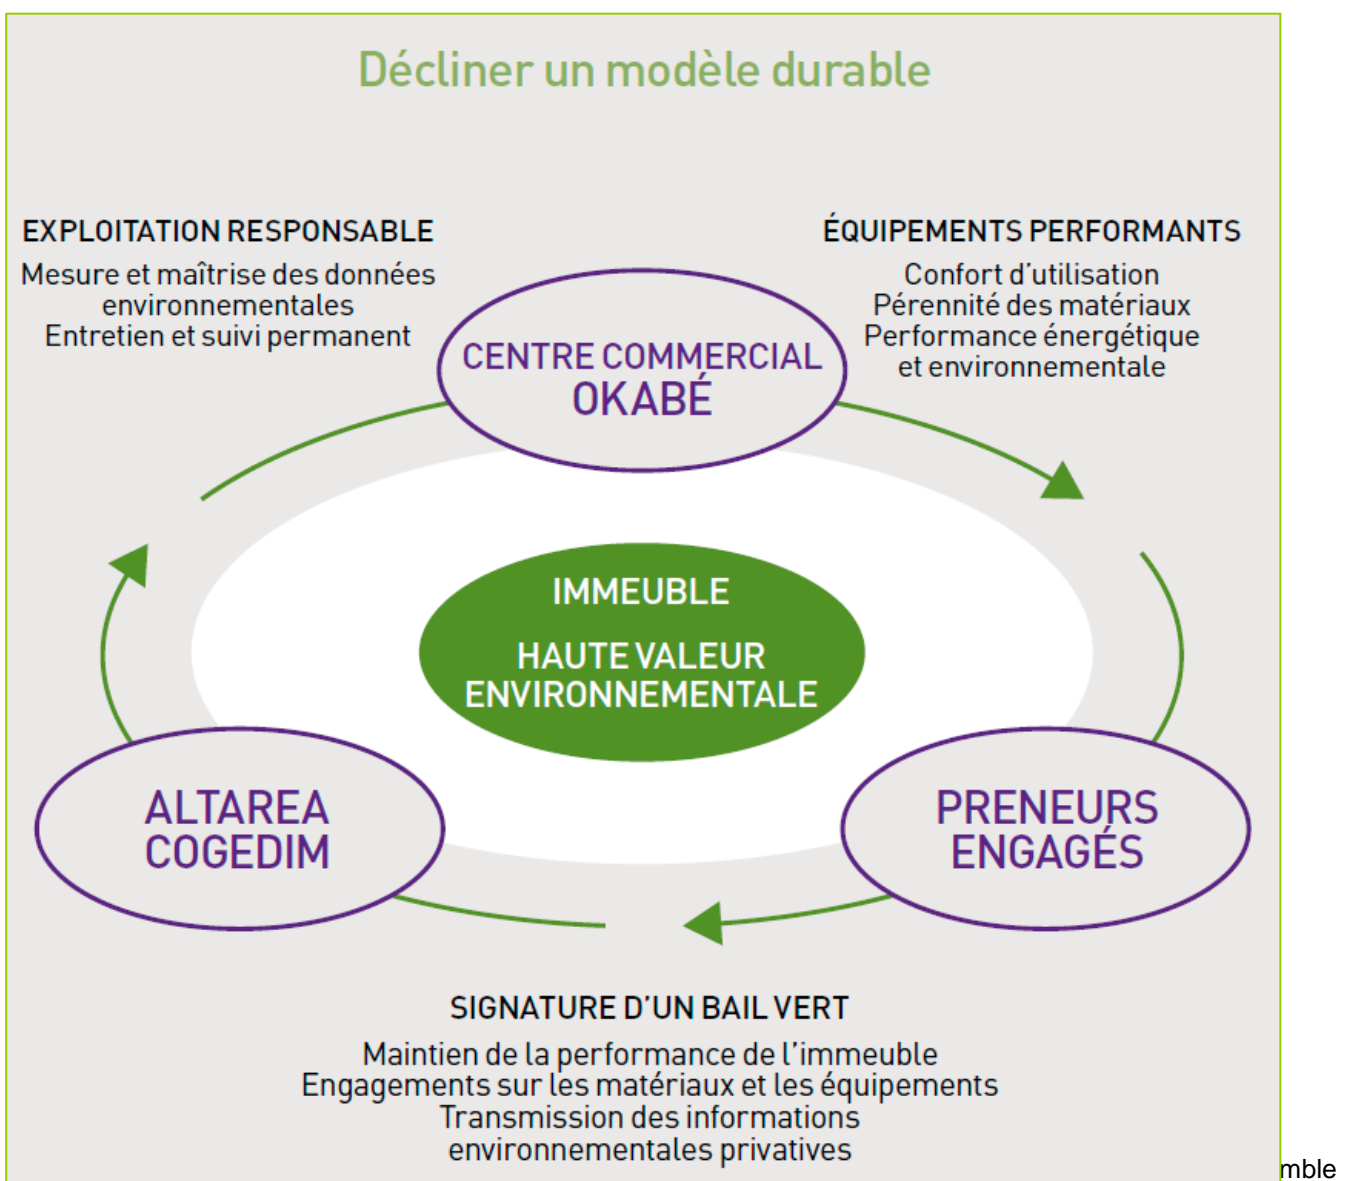 Décliner un modèle durable
EXPLOITATION RESPONSABLE
Mesure et maîtrise des données
environnementales
Entretien et suivi permanent
ÉQUIPEMENTS PERFORMANTS
Confort d'utilisation
Pérennité des matériaux
Performance énergétique
et environnementale
CENTRE COMMERCIAL
OKABÉ
IMMEUBLE
HAUTE VALEUR
ENVIRONNEMENTALE
ALTAREA
COGEDIM
PRENEURS
ENGAGÉS
SIGNATURE D'UN BAIL VERT
Maintien de la performance de l'immeuble
Engagements sur les matériaux et les équipements
Transmission des informations
environnementales privatives
mble